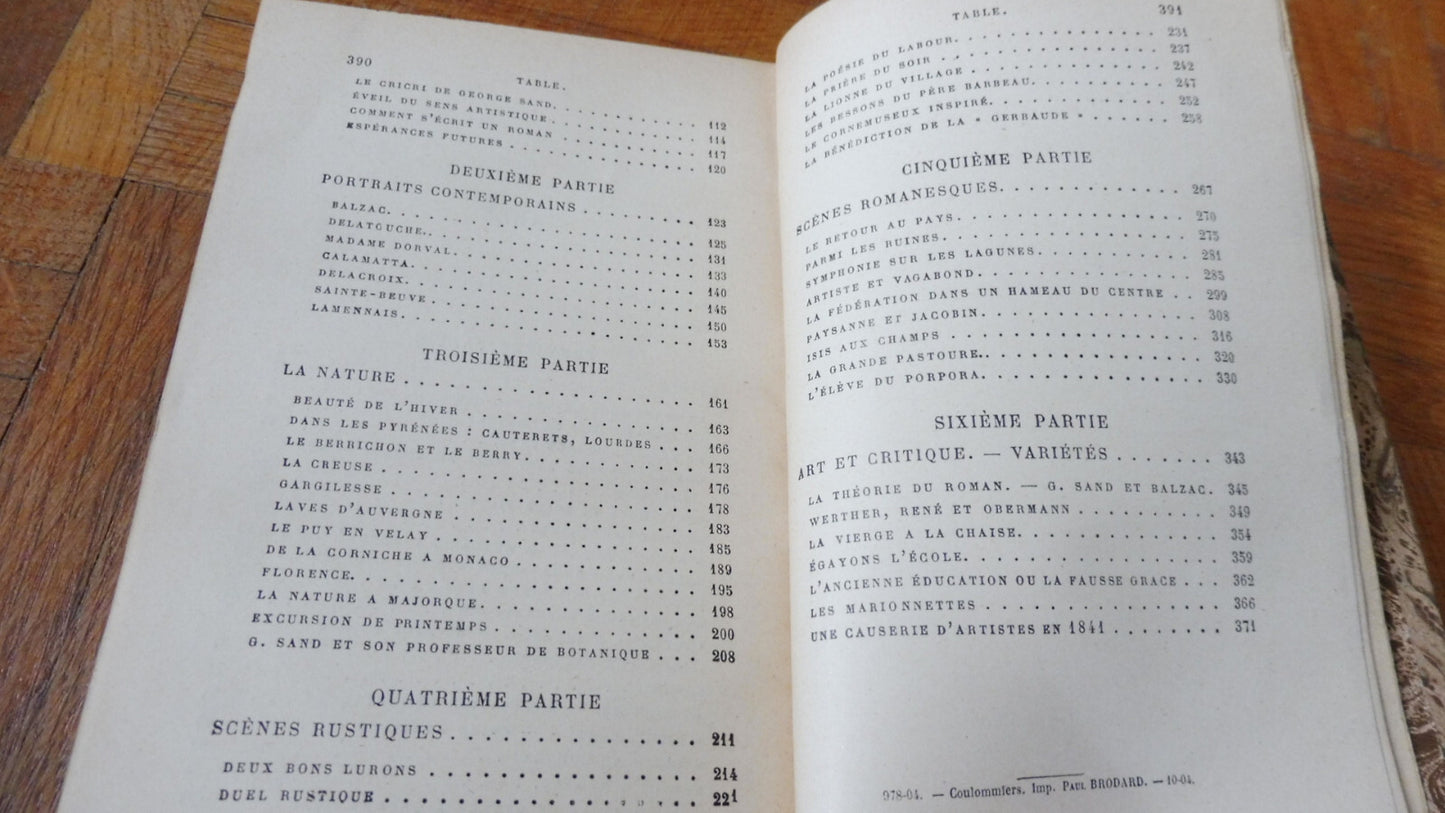 390
TABLE.
LE CRICRI DE GEORGE SAND. . . . . . . . . . 112
ÉVEIL DU SENS ARTISTIQUE . . . . . . . . . . 114
COMMENT S'ÉCRIT UN ROMAN . . . . . . . . . . 117
ESPÉRANCES FUTURES . . . . . . . . . . . . . 120
DEUXIÈME PARTIE
PORTRAITS CONTEMPORAINS . . . . . . . . . 123
BALZAC. . . . . . . . . . . . . . . . . . . 125
DELATOUCHE. . . . . . . . . . . . . . . . . 131
MADAME DORVAL. . . . . . . . . . . . . . . 133
CALAMATTA. . . . . . . . . . . . . . . . . 140
DELACROIX. . . . . . . . . . . . . . . . . 145
SAINTE-BEUVE . . . . . . . . . . . . . . . 150
LAMENNAIS. . . . . . . . . . . . . . . . . 153
TROISIÈME PARTIE
LA NATURE . . . . . . . . . . . . . . . . 161
BEAUTÉ DE L'HIVER . . . . . . . . . . . . . 163
DANS LES PYRÉNÉES : CAUTERETS, LOURDES . . . 166
LE BERRICHON ET LE BERRY. . . . . . . . . . 173
LA CREUSE . . . . . . . . . . . . . . . . . 176
GARGILESSE . . . . . . . . . . . . . . . . 178
LAVES D'AUVERGNE . . . . . . . . . . . . . 183
LE PUY EN VELAY . . . . . . . . . . . . . . 185
DE LA CORNICHE A MONACO . . . . . . . . . . 189
FLORENCE. . . . . . . . . . . . . . . . . . 195
LA NATURE A MAJORQUE. . . . . . . . . . . . 198
EXCURSION DE PRINTEMPS . . . . . . . . . . . 200
G. SAND ET SON PROFESSEUR DE BOTANIQUE . . . 208
QUATRIÈME PARTIE
SCÈNES RUSTIQUES . . . . . . . . . . . . . 211
DEUX BONS LURONS . . . . . . . . . . . . . 214
DUEL RUSTIQUE . . . . . . . . . . . . . . . 221
TABLE.
391
LA POÉSIE DU LABOUR. . . . . . . . . . . . . 231
LA PRIÈRE DU SOIR . . . . . . . . . . . . . 237
LA LIONNE DU VILLAGE . . . . . . . . . . . . 242
LES BESSONS DU PÈRE BARBEAU. . . . . . . . . 247
LE CORNEMUSEUX INSPIRÉ. . . . . . . . . . . 252
LA BÉNÉDICTION DE LA « GERBAUDE » . . . . . . 258
CINQUIÈME PARTIE
SCÈNES ROMANESQUES. . . . . . . . . . . . 267
LE RETOUR AU PAYS. . . . . . . . . . . . . . 270
PARMI LES RUINES. . . . . . . . . . . . . . 275
SYMPHONIE SUR LES LAGUNES. . . . . . . . . . 281
ARTISTE ET VAGABOND. . . . . . . . . . . . . 285
LA FÉDÉRATION DANS UN HAMEAU DU CENTRE . . 299
PAYSANNE ET JACOBIN. . . . . . . . . . . . . 308
ISIS AUX CHAMPS . . . . . . . . . . . . . . 316
LA GRANDE PASTOURE. . . . . . . . . . . . . 320
L'ÉLÈVE DU PORPORA. . . . . . . . . . . . . 330
SIXIÈME PARTIE
ART ET CRITIQUE. — VARIÉTÉS . . . . . . . 343
LA THÉORIE DU ROMAN. — G. SAND ET BALZAC. 345
WERTHER, RENÉ ET OBERMANN . . . . . . . . . 349
LA VIERGE A LA CHAISE. . . . . . . . . . . . 354
ÉGAYONS L'ÉCOLE. . . . . . . . . . . . . . . 359
L'ANCIENNE ÉDUCATION OU LA FAUSSE GRACE . . . 362
LES MARIONNETTES . . . . . . . . . . . . . . 366
UNE CAUSERIE D'ARTISTES EN 1841 . . . . . . . 371
978-04. — Coulommiers. Imp. PAUL BRODARD. — 10-04.